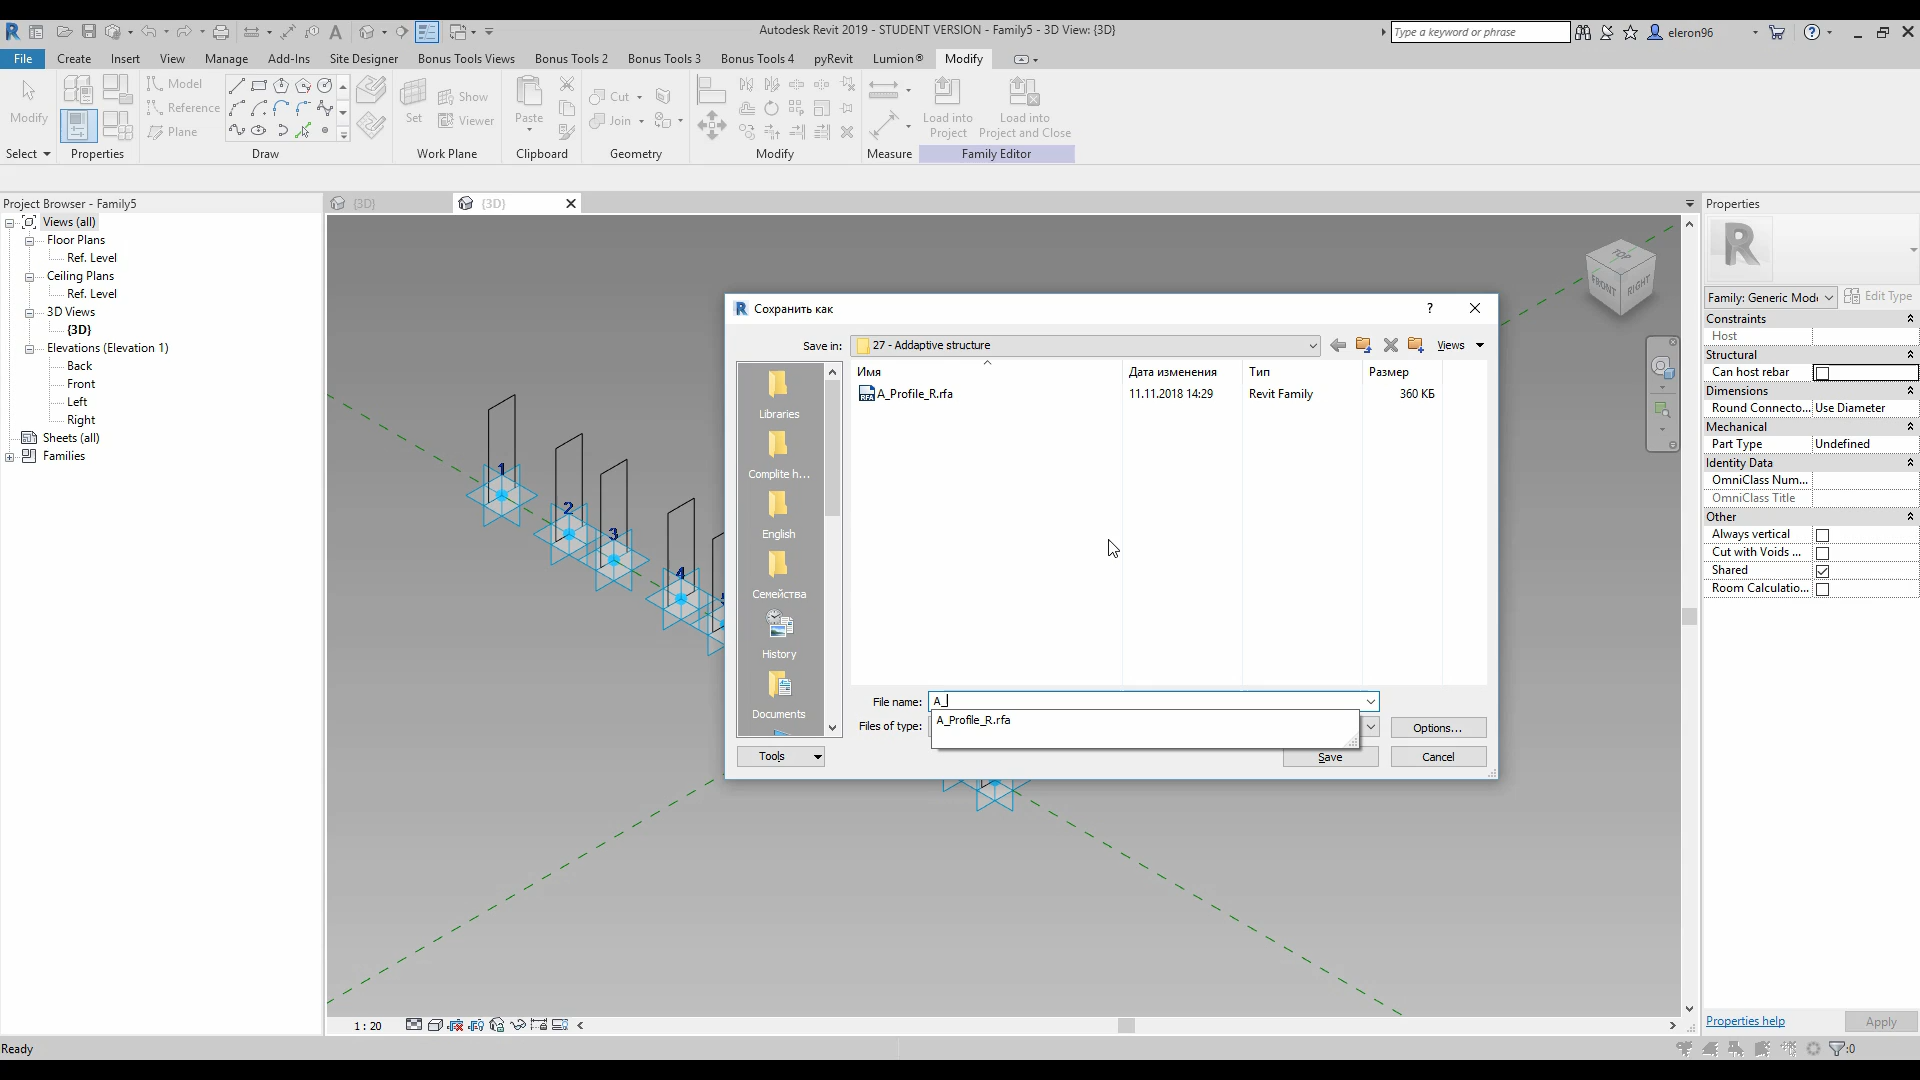 Autodesk Revit 2019 - STUDENT VERSION - Family5 - 3D View: {3D}
Type a keyword or phrase
eleron96
File Create Insert View Manage Add-Ins Site Designer Bonus Tools Views Bonus Tools 2 Bonus Tools 3 Bonus Tools 4 pyRevit Lumion® Modify
Modify
Model
Reference
Plane
Set
Show
Viewer
Paste
Cut
Join
Load into
Project
Load into
Project and Close
Select Properties Draw Work Plane Clipboard Geometry Modify Measure Family Editor
Project Browser - Family5
Views (all)
Floor Plans
Ref. Level
Ceiling Plans
Ref. Level
3D Views
{3D}
Elevations (Elevation 1)
Back
Front
Left
Right
Sheets (all)
Families
{3D}
{3D}
1
2
3
4
TOP
FRONT
RIGHT
Сохранить как
Save in: 27 - Addaptive structure
Views
Имя Дата изменения Тип Размер
A_Profile_R.rfa 11.11.2018 14:29 Revit Family 360 КБ
Libraries
Complite h...
English
Семейства
History
Documents
File name: A_
A_Profile_R.rfa
Files of type:
Options...
Tools
Save
Cancel
Properties
Family: Generic Mod
Edit Type
Constraints
Host
Structural
Can host rebar
Dimensions
Round Connecto... Use Diameter
Mechanical
Part Type Undefined
Identity Data
OmniClass Num...
OmniClass Title
Other
Always vertical
Cut with Voids ...
Shared
Room Calculatio...
Properties help
Apply
1 : 20
Ready
:0